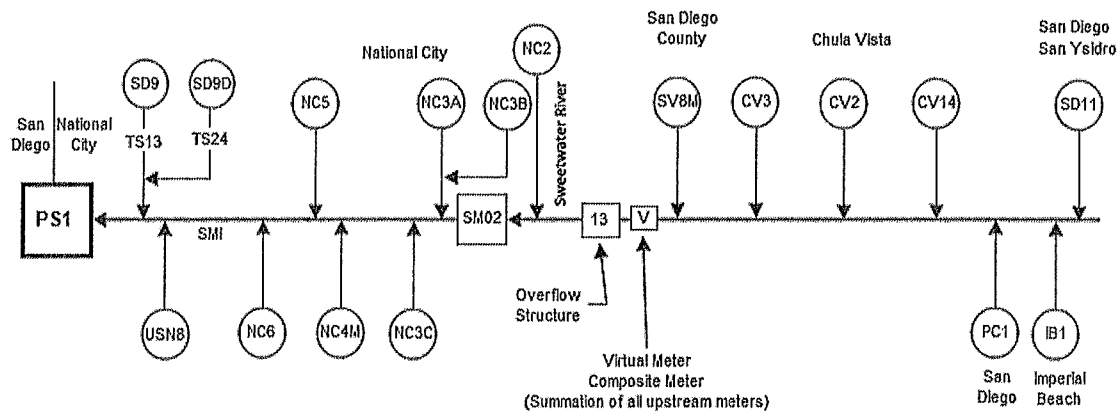 San Diego
County
National City
Chula Vista
San Diego
San Ysidro
SD9
SD9D
NC5
NC3A
NC3B
NC2
SV8M
CV3
CV2
CV14
SD11
San
Diego
National
City
TS13
TS24
Sweetwater River
PS1
SM02
13
V
SMI
Overflow
Structure
USN8
NC6
NC4M
NC3C
PC1
IB1
Virtual Meter
Composite Meter
(Summation of all upstream meters)
San
Diego
Imperial
Beach